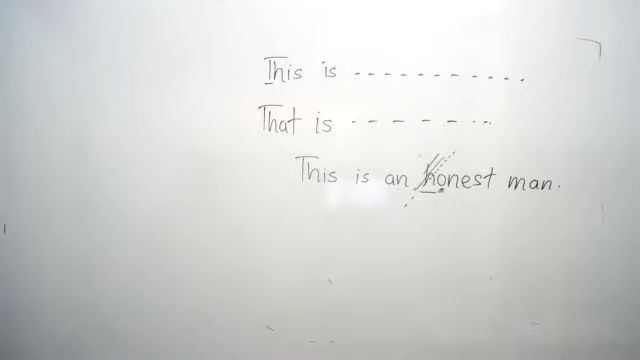 This is ------------
That is --------
This is an honest man.